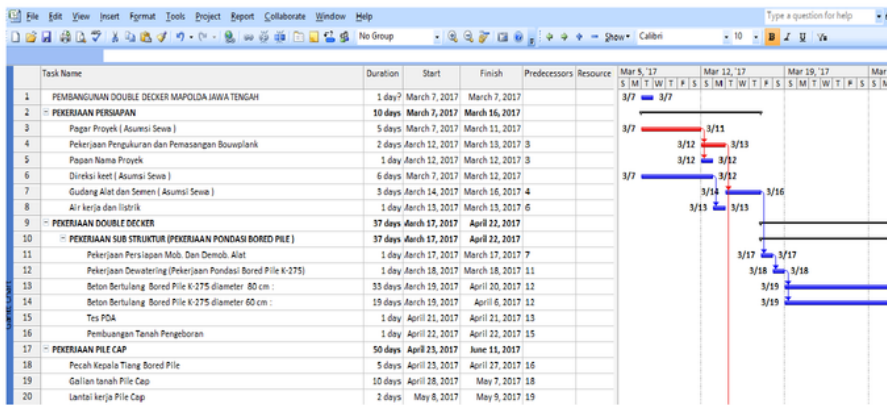 File Edit View Insert Format Tools Project Report Collaborate Window Help Type a question for help
No Group Show Calibri 10 B I U
Task Name Duration Start Finish Predecessors Resource Mar 5, '17 Mar 12, '17 Mar 19, '17 Mar
S M T W T F S S M T W T F S S M T W T F S S M T
1 PEMBANGUNAN DOUBLE DECKER MAPOLDA JAWA TENGAH 1 day? March 7, 2017 March 7, 2017 3/7 3/7
2 PEKERJAAN PERSIAPAN 10 days March 7, 2017 March 16, 2017
3 Pagar Proyek ( Asumsi Sewa ) 5 days March 7, 2017 March 11, 2017 3/7 3/11
4 Pekerjaan Pengukuran dan Pemasangan Bouwplank 2 days March 12, 2017 March 13, 2017 3 3/12 3/13
5 Papan Nama Proyek 1 day March 12, 2017 March 12, 2017 3 3/12 3/12
6 Direksi keet ( Asumsi Sewa ) 6 days March 7, 2017 March 12, 2017 3/7 3/12
7 Gudang Alat dan Semen ( Asumsi Sewa ) 3 days March 14, 2017 March 16, 2017 4 3/14 3/16
8 Air kerja dan listrik 1 day March 13, 2017 March 13, 2017 6 3/13 3/13
9 PEKERJAAN DOUBLE DECKER 37 days March 17, 2017 April 22, 2017
10 PEKERJAAN SUB STRUKTUR (PEKERJAAN PONDASI BORED PILE ) 37 days March 17, 2017 April 22, 2017
11 Pekerjaan Persiapan Mob. Dan Demob. Alat 1 day March 17, 2017 March 17, 2017 7 3/17 3/17
12 Pekerjaan Dewatering (Pekerjaan Pondasi Bored Pile K-275) 1 day March 18, 2017 March 18, 2017 11 3/18 3/18
13 Beton Bertulang Bored Pile K-275 diameter 80 cm : 33 days March 19, 2017 April 20, 2017 12 3/19
14 Beton Bertulang Bored Pile K-275 diameter 60 cm : 19 days March 19, 2017 April 6, 2017 12 3/19
15 Tes PDA 1 day April 21, 2017 April 21, 2017 13
16 Pembuangan Tanah Pengeboran 1 day April 22, 2017 April 22, 2017 15
17 PEKERJAAN PILE CAP 50 days April 23, 2017 June 11, 2017
18 Pecah Kepala Tiang Bored Pile 5 days April 23, 2017 April 27, 2017 16
19 Galian tanah Pile Cap 10 days April 28, 2017 May 7, 2017 18
20 Lantai kerja Pile Cap 2 days May 8, 2017 May 9, 2017 19